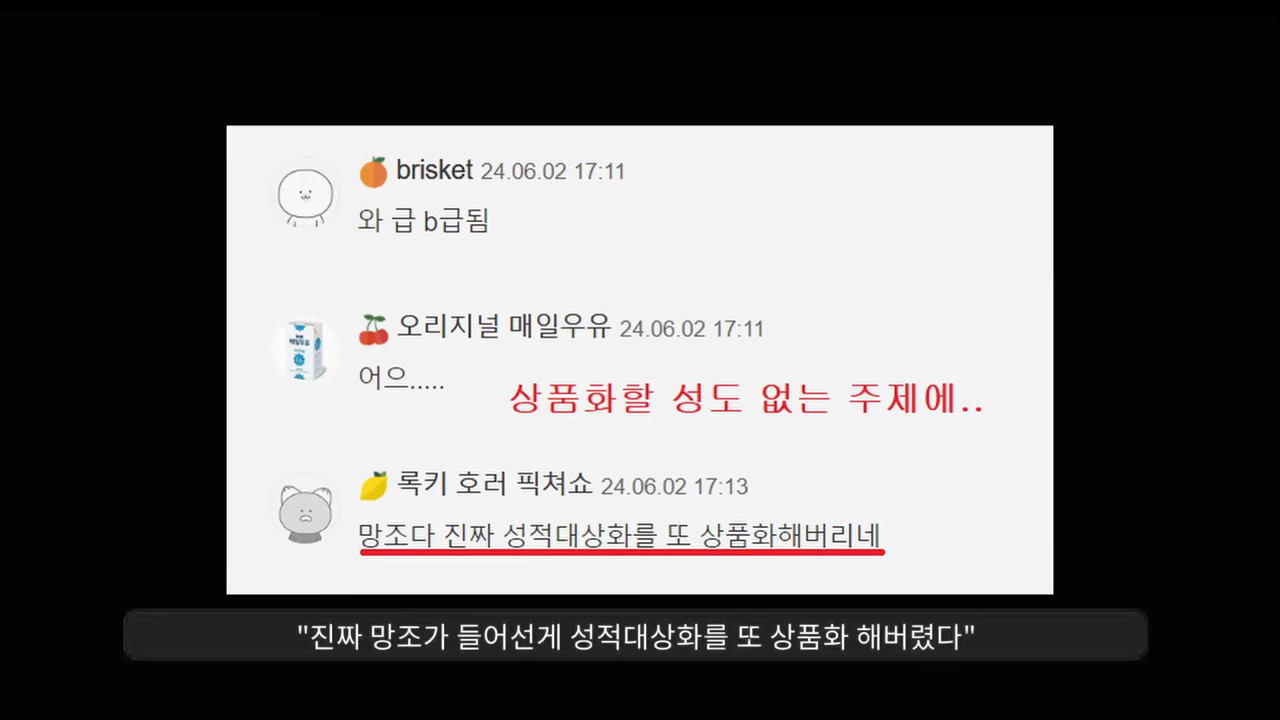 brisket 24.06.02 17:11
와 급 b급됨
오리지널 매일우유 24.06.02 17:11
어으.....
상품화할 성도 없는 주제에..
록키 호러 픽쳐쇼 24.06.02 17:13
망조다 진짜 성적대상화를 또 상품화해버리네
"진짜 망조가 들어선게 성적대상화를 또 상품화 해버렸다"